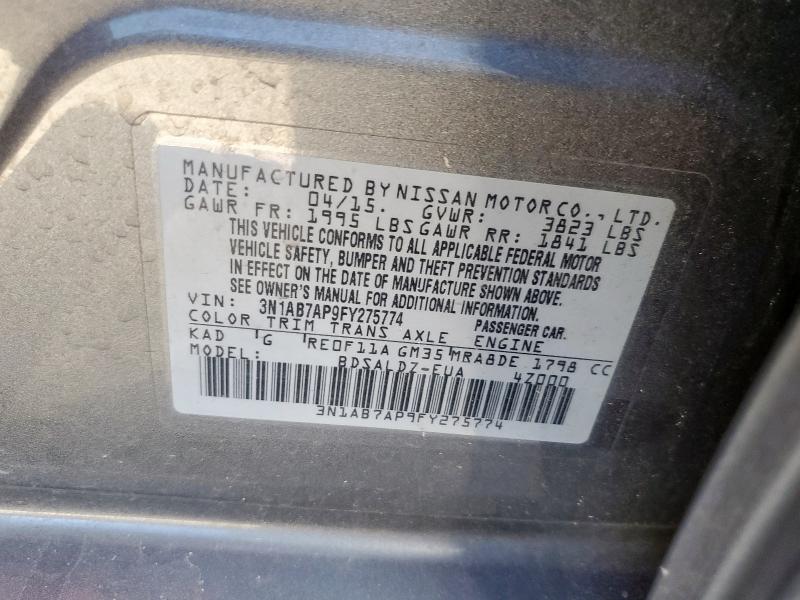 MANUFACTURED BY NISSAN MOTOR CO., LTD.
DATE: 04/15. GVWR: 3823 LBS
GAWR FR: 1995 LBS GAWR RR: 1841 LBS
THIS VEHICLE CONFORMS TO ALL APPLICABLE FEDERAL MOTOR
VEHICLE SAFETY, BUMPER AND THEFT PREVENTION STANDARDS
IN EFFECT ON THE DATE OF MANUFACTURE SHOWN ABOVE.
SEE OWNER'S MANUAL FOR ADDITIONAL INFORMATION.
VIN: 3N1AB7AP9FY275774 PASSENGER CAR.
COLOR TRIM TRANS AXLE ENGINE
KAD G RE0F11A GM35 MRA8DE 1798 CC
MODEL: BDSALDZ-EUA 4Z000
3N1AB7AP9FY275774